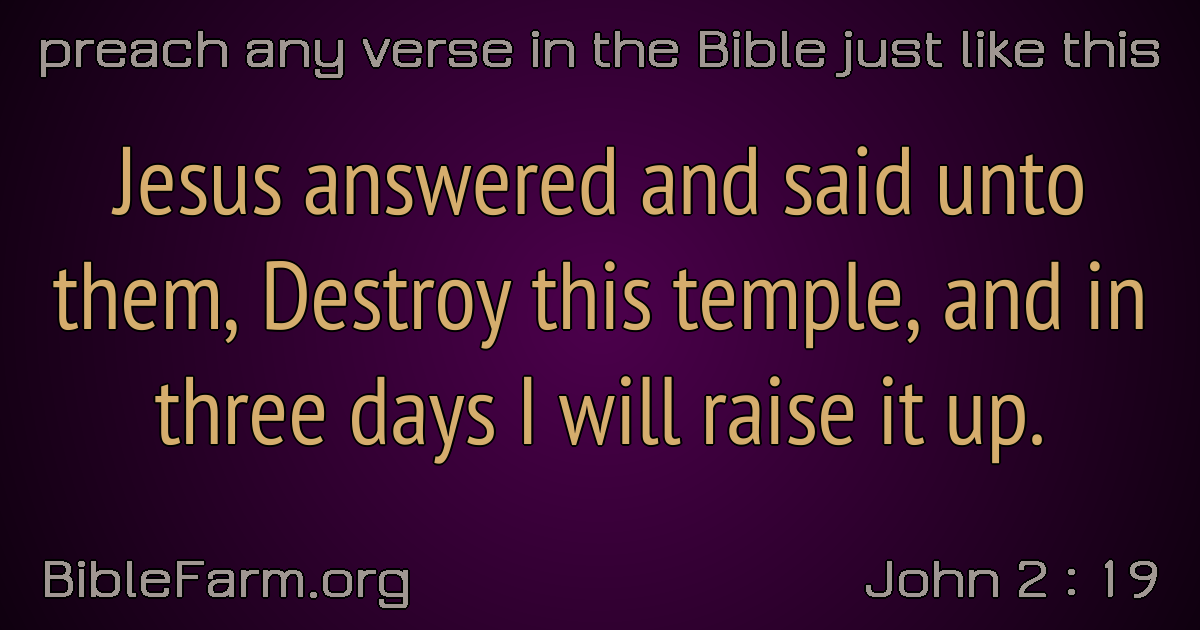 preach any verse in the Bible just like this
Jesus answered and said unto
them, Destroy this temple, and in
three days I will raise it up.
BibleFarm.org
John 2 : 19